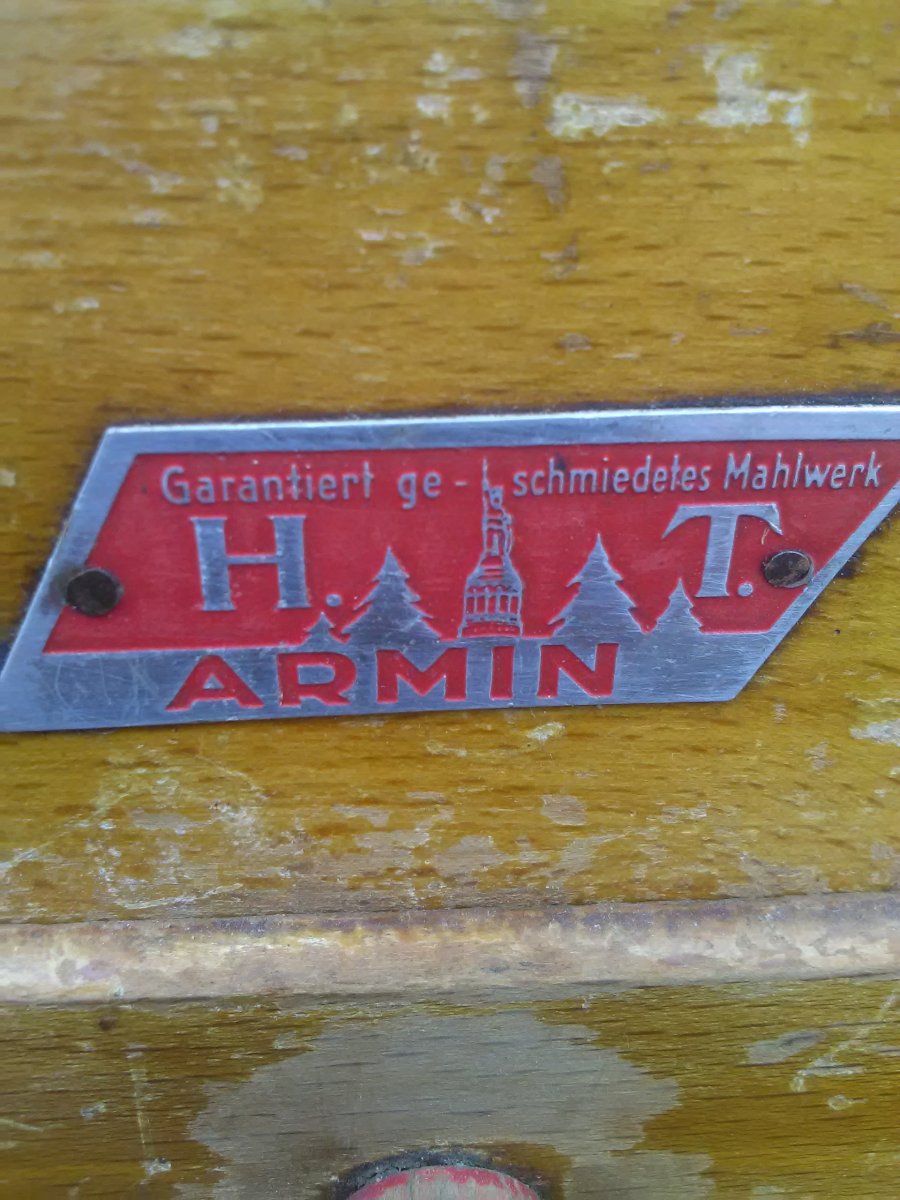 Garantiert ge-schmiedetes Mahlwerk
H. T.
ARMIN